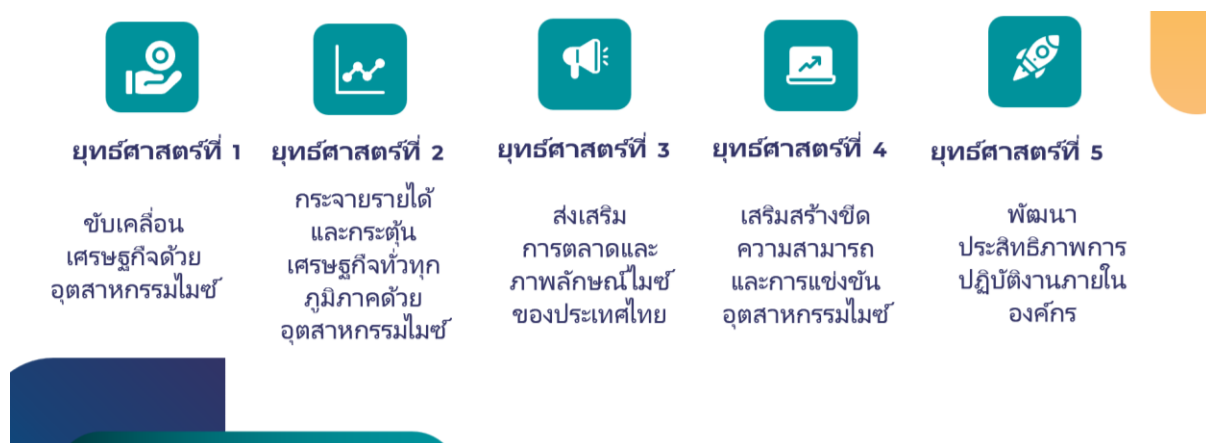 ยุทธ์ศาสตร์ที่ 1
ขับเคลื่อน
เศรษฐกิจด้วย
อุตสาหกรรมไมซ์
ยุทธ์ศาสตร์ที่ 2
กระจายรายได้
และกระตุ้น
เศรษฐกิจทั่วทุก
ภูมิภาคด้วย
อุตสาหกรรมไมซ์
ยุทธ์ศาสตร์ที่ 3
ส่งเสริม
การตลาดและ
ภาพลักษณ์ไมซ์
ของประเทศไทย
ยุทธ์ศาสตร์ที่ 4
เสริมสร้างขีด
ความสามารถ
และการแข่งขัน
อุตสาหกรรมไมซ์
ยุทธ์ศาสตร์ที่ 5
พัฒนา
ประสิทธิภาพการ
ปฏิบัติงานภายใน
องค์กร